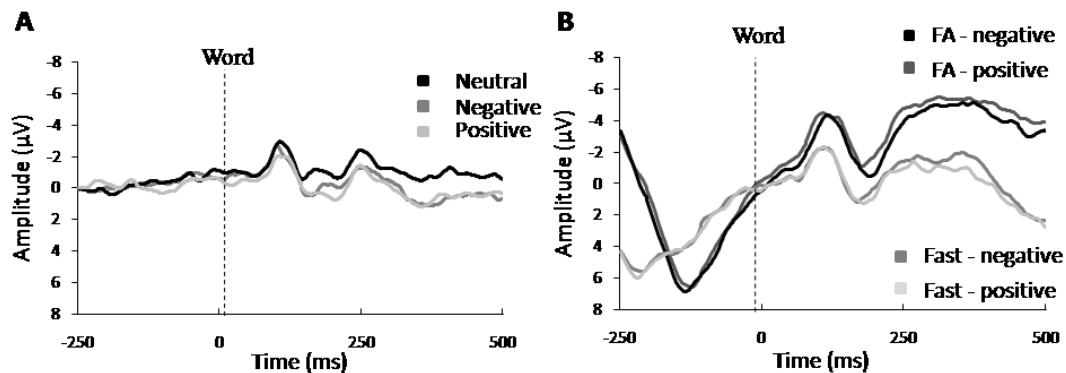 A
Word
-8
-6
-4
-2
0
2
4
6
8
Amplitude (µV)
Neutral
Negative
Positive
-250
0
250
500
Time (ms)
B
Word
-8
-6
-4
-2
0
2
4
6
8
Amplitude (µV)
FA - negative
FA - positive
Fast - negative
Fast - positive
-250
0
250
500
Time (ms)